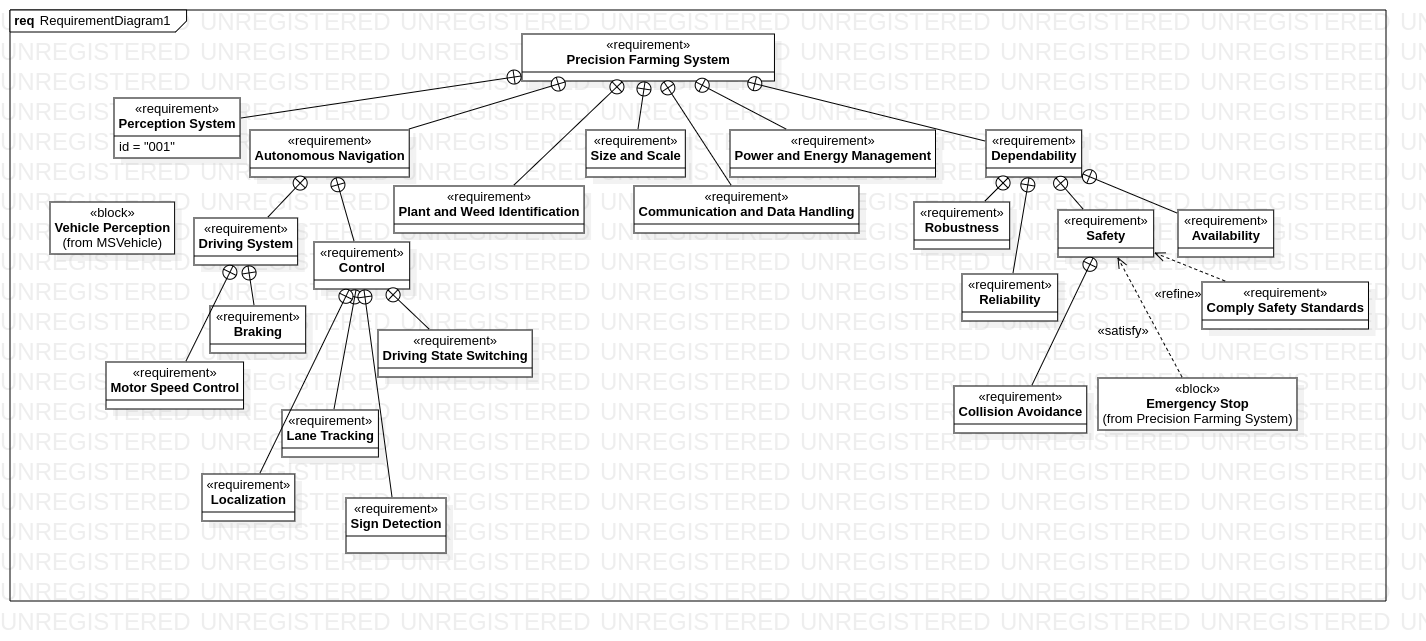 req RequirementDiagram1
«requirement»
Precision Farming System
«requirement»
Perception System
id = "001"
«requirement»
Autonomous Navigation
«requirement»
Size and Scale
«requirement»
Power and Energy Management
«requirement»
Dependability
«requirement»
Plant and Weed Identification
«requirement»
Communication and Data Handling
«block»
Vehicle Perception
(from MSVehicle)
«requirement»
Driving System
«requirement»
Control
«requirement»
Robustness
«requirement»
Safety
«requirement»
Availability
«requirement»
Reliability
«refine»
«requirement»
Comply Safety Standards
«satisfy»
«requirement»
Braking
«requirement»
Driving State Switching
«requirement»
Motor Speed Control
«requirement»
Collision Avoidance
«block»
Emergency Stop
(from Precision Farming System)
«requirement»
Lane Tracking
«requirement»
Localization
«requirement»
Sign Detection
UNREGISTERED UNREGISTERED UNREGISTERED UNREGISTERED UNREGISTERED UNREGISTERED UNREGISTERED